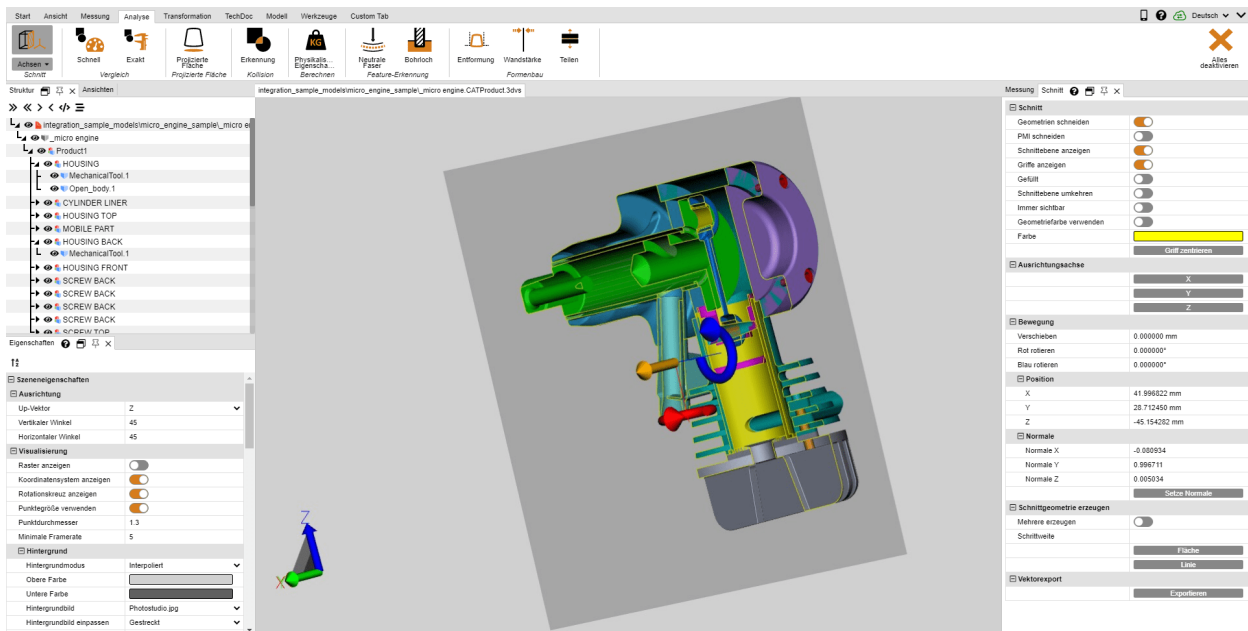 Start Ansicht Messung Analyse Transformation TechDoc Modell Werkzeuge Custom Tab Deutsch
Achsen
Schnell
Exakt
Projizierte Fläche
Erkennung
KG
Physikalis... Eigenscha...
Neutrale Faser
Bohrloch
Entformung
Wandstärke
Teilen
Alles deaktivieren
Schnitt Vergleich Projizierte Fläche Kollision Berechnen Feature-Erkennung Formenbau
Struktur Ansichten
integration_sample_models\micro_engine_sample\_micro engine.CATProduct.3dvs
Messung Schnitt
integration_sample_models\micro_engine_sample\_micro e
_micro engine
Product1
HOUSING
MechanicalTool.1
Open_body.1
CYLINDER LINER
HOUSING TOP
MOBILE PART
HOUSING BACK
MechanicalTool.1
HOUSING FRONT
SCREW BACK
SCREW BACK
SCREW BACK
SCREW BACK
SCREW TOP
Eigenschaften
Szeneneigenschaften
Ausrichtung
Up-Vektor Z
Vertikaler Winkel 45
Horizontaler Winkel 45
Visualisierung
Raster anzeigen
Koordinatensystem anzeigen
Rotationskreuz anzeigen
Punktegröße verwenden
Punktdurchmesser 1.3
Minimale Framerate 5
Hintergrund
Hintergrundmodus Interpoliert
Obere Farbe
Untere Farbe
Hintergrundbild Photostudio.jpg
Hintergrundbild einpassen Gestreckt
Z
X
Schnitt
Geometrien schneiden
PMI schneiden
Schnittebene anzeigen
Griffe anzeigen
Gefüllt
Schnittebene umkehren
Immer sichtbar
Geometriefarbe verwenden
Farbe
Griff zentrieren
Ausrichtungsachse
X
Y
Z
Bewegung
Verschieben 0.000000 mm
Rot rotieren 0.000000°
Blau rotieren 0.000000°
Position
X 41.996822 mm
Y 28.712450 mm
Z -45.154282 mm
Normale
Normale X -0.080934
Normale Y 0.996711
Normale Z 0.005034
Setze Normale
Schnittgeometrie erzeugen
Mehrere erzeugen
Schrittweite
Fläche
Linie
Vektorexport
Exportieren